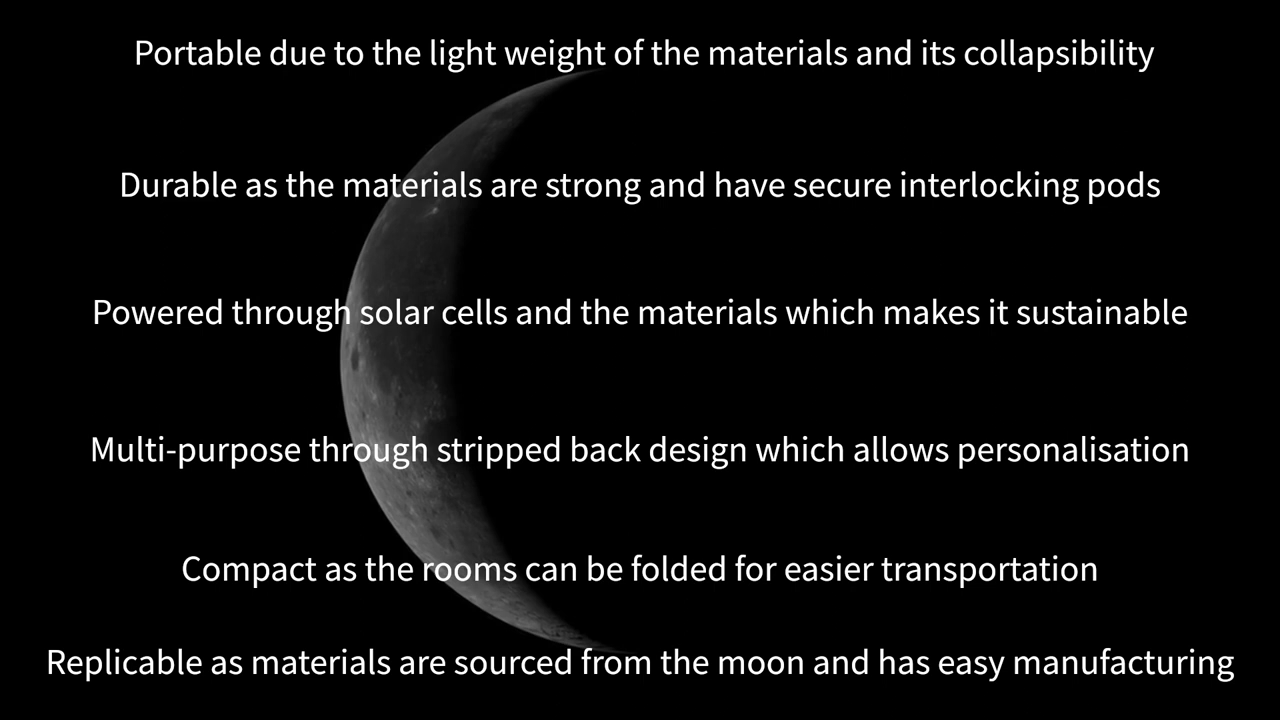 Portable due to the light weight of the materials and its collapsibility
Durable as the materials are strong and have secure interlocking pods
Powered through solar cells and the materials which makes it sustainable
Multi-purpose through stripped back design which allows personalisation
Compact as the rooms can be folded for easier transportation
Replicable as materials are sourced from the moon and has easy manufacturing